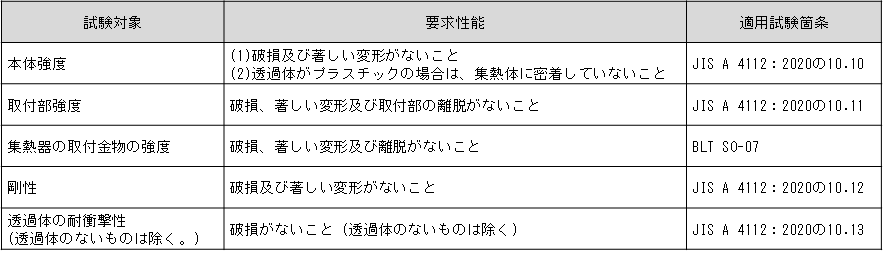 試験対象 要求性能 適用試験箇条
本体強度 (1)破損及び著しい変形がないこと
(2)透過体がプラスチックの場合は、集熱体に密着していないこと JIS A 4112：2020の10.10
取付部強度 破損、著しい変形及び取付部の離脱がないこと JIS A 4112：2020の10.11
集熱器の取付金物の強度 破損、著しい変形及び離脱がないこと BLT SO-07
剛性 破損及び著しい変形がないこと JIS A 4112：2020の10.12
透過体の耐衝撃性
(透過体のないものは除く。) 破損がないこと（透過体のないものは除く） JIS A 4112：2020の10.13